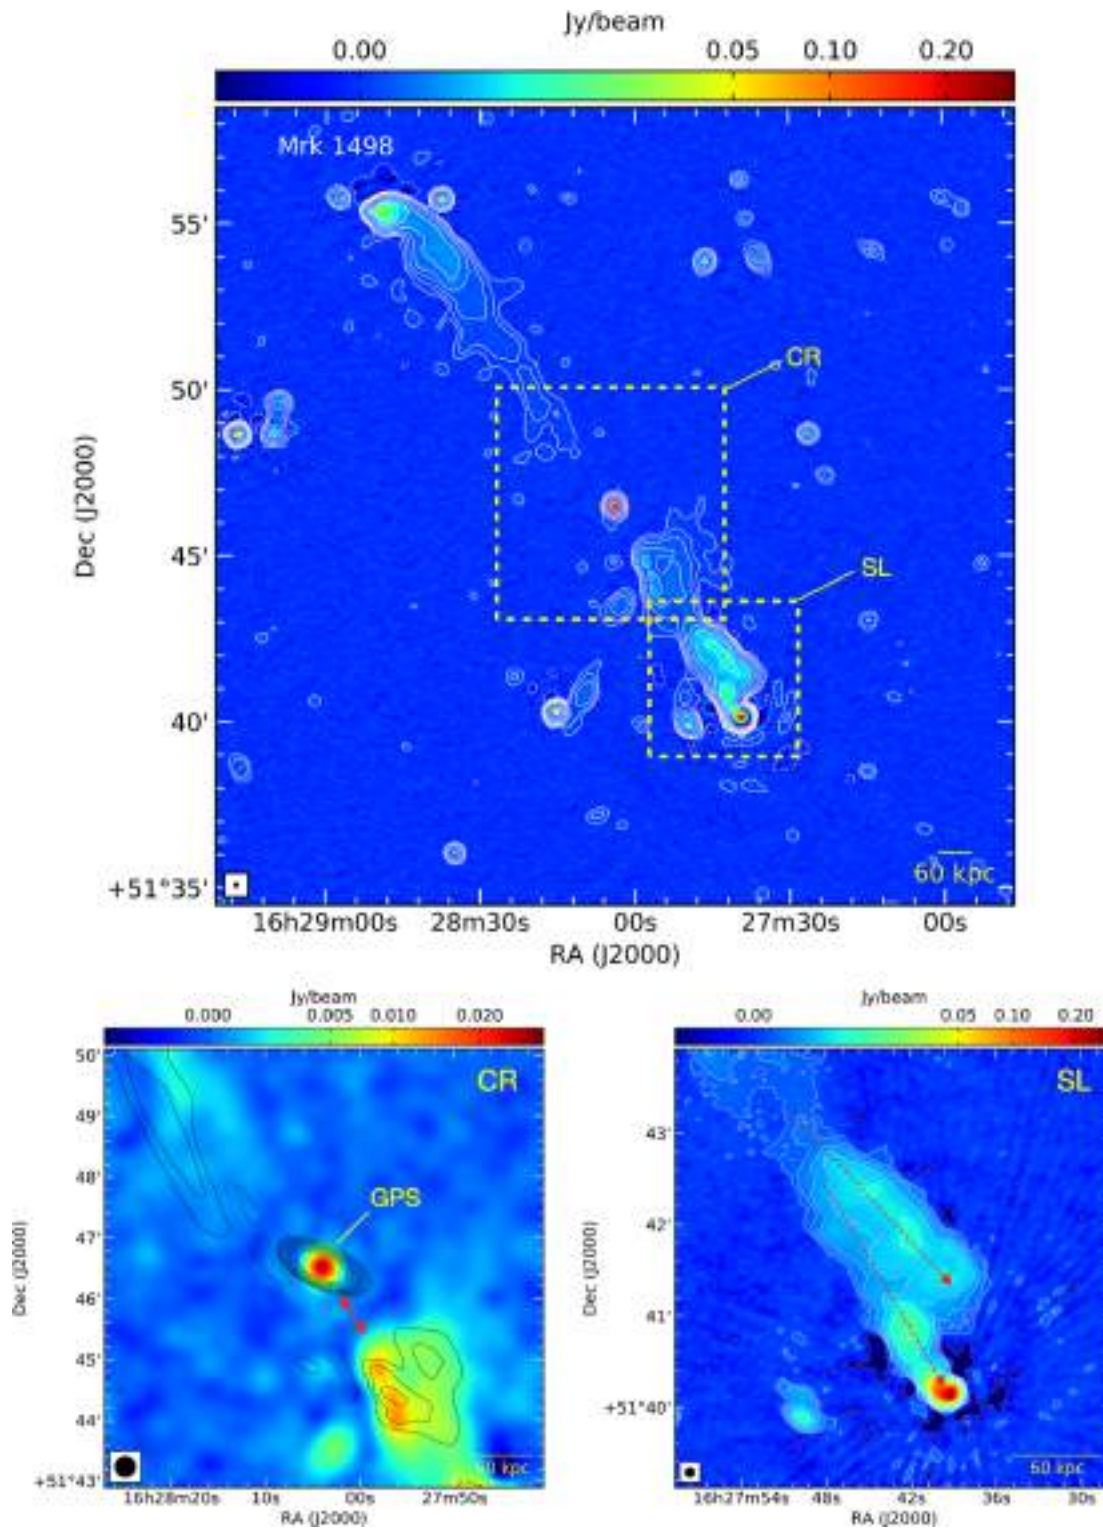 Jy/beam
0.00 0.05 0.10 0.20
Mrk 1498
55'
CR
50'
Dec (J2000)
45'
SL
40'
60 kpc
+51°35'
16h29m00s 28m30s 00s 27m30s 00s
RA (J2000)
Jy/beam
0.000 0.005 0.010 0.020
50'
CR
49'
48'
GPS
47'
Dec (J2000)
46'
45'
44'
60 kpc
+51°43'
16h28m20s 10s 00s 27m50s
RA (J2000)
Jy/beam
0.00 0.05 0.10 0.20
SL
43'
42'
Dec (J2000)
41'
+51°40'
60 kpc
16h27m54s 48s 42s 36s 30s
RA (J2000)